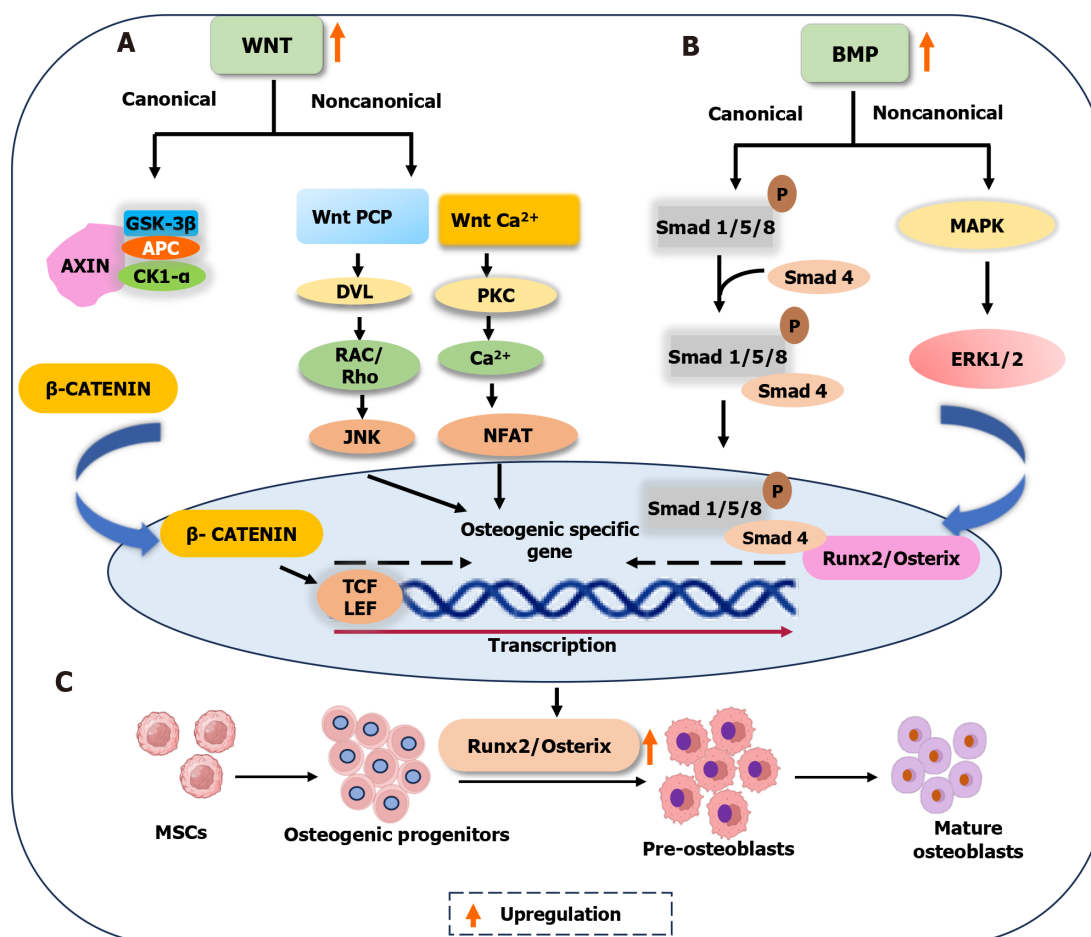 A
WNT
Canonical
Noncanonical
AXIN
GSK-3β
APC
CK1-α
Wnt PCP
DVL
RAC/
Rho
JNK
Wnt Ca²⁺
PKC
Ca²⁺
NFAT
β-CATENIN
B
BMP
Canonical
Noncanonical
P
Smad 1/5/8
Smad 4
P
Smad 1/5/8
Smad 4
MAPK
ERK1/2
β- CATENIN
TCF
LEF
Osteogenic specific
gene
P
Smad 1/5/8
Smad 4
Runx2/Osterix
Transcription
C
MSCs
Osteogenic progenitors
Runx2/Osterix
Pre-osteoblasts
Mature
osteoblasts
Upregulation